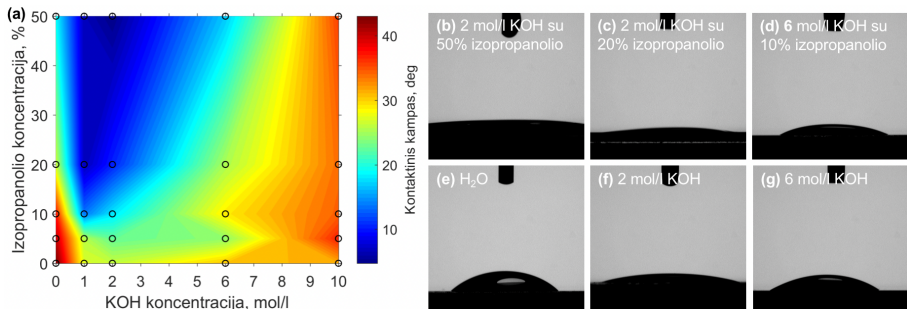 (a)
Izopropanolio koncentracija, %
50
40
30
20
10
0
0 1 2 3 4 5 6 7 8 9 10
KOH koncentracija, mol/l
40
30
20
10
Kontaktinis kampas, deg
(b) 2 mol/l KOH su
50% izopropanolio
(c) 2 mol/l KOH su
20% izopropanolio
(d) 6 mol/l KOH su
10% izopropanolio
(e) H₂O
(f) 2 mol/l KOH
(g) 6 mol/l KOH